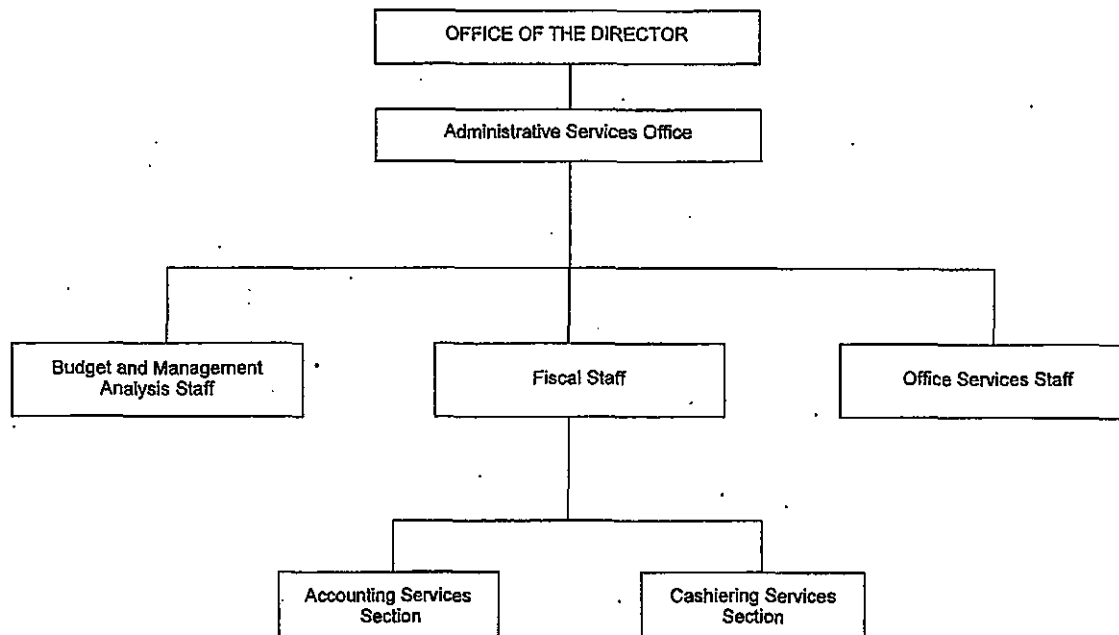 OFFICE OF THE DIRECTOR
Administrative Services Office
Budget and Management
Analysis Staff
Fiscal Staff
Office Services Staff
Accounting Services
Section
Cashiering Services
Section